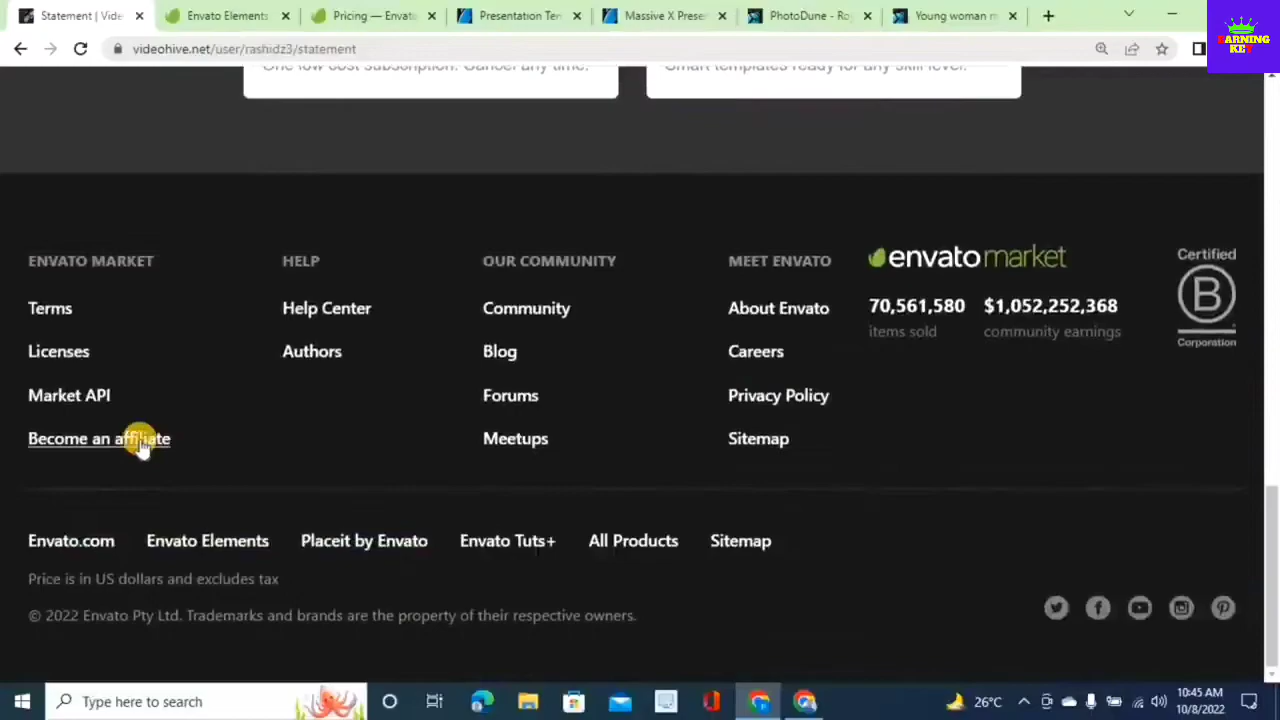 Statement | Vide
Envato Elements
Pricing — Envato
Presentation Ten
Massive X Prese
PhotoDune - Ro
Young woman m
videohive.net/user/rashidz3/statement
EARNING
KEY
One low cost subscription. Cancel any time.
Smart templates ready for any skill level.
ENVATO MARKET
Terms
Licenses
Market API
Become an affiliate
HELP
Help Center
Authors
OUR COMMUNITY
Community
Blog
Forums
Meetups
MEET ENVATO
About Envato
Careers
Privacy Policy
Sitemap
envato market
70,561,580
items sold
$1,052,252,368
community earnings
Certified
B
Corporation
Envato.com Envato Elements Placeit by Envato Envato Tuts+ All Products Sitemap
Price is in US dollars and excludes tax
© 2022 Envato Pty Ltd. Trademarks and brands are the property of their respective owners.
Type here to search
26°C
10:45 AM
10/8/2022